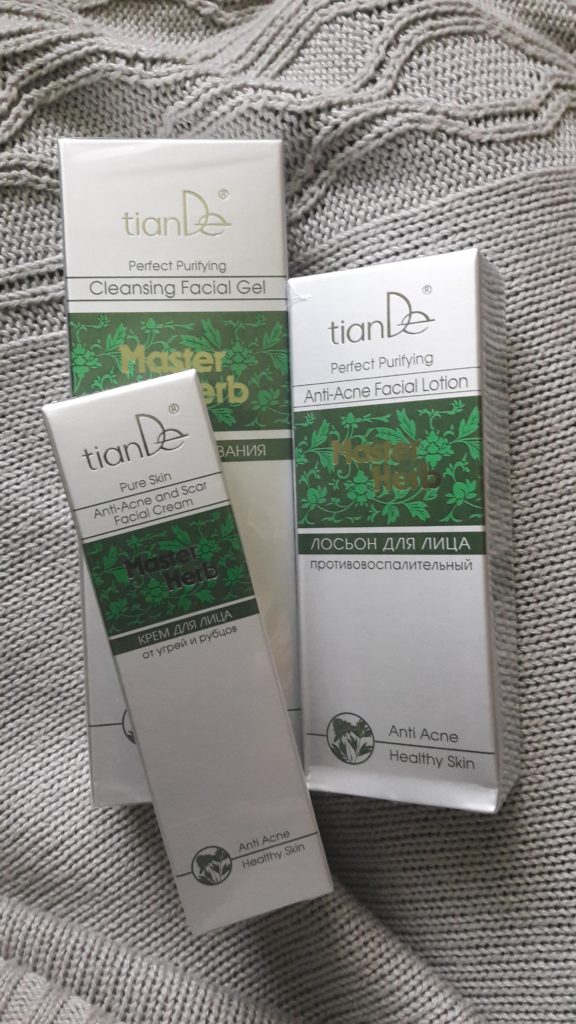 tianDe®
Perfect Purifying
Cleansing Facial Gel
Master
Herb
tianDe®
Perfect Purifying
Anti-Acne Facial Lotion
Master
Herb
ЛОСЬОН ДЛЯ ЛИЦА
противовоспалительный
Anti Acne
Healthy Skin
tianDe®
Pure Skin
Anti-Acne and Scar
Facial Cream
Master
Herb
КРЕМ ДЛЯ ЛИЦА
от угрей и рубцов
Anti Acne
Healthy Skin